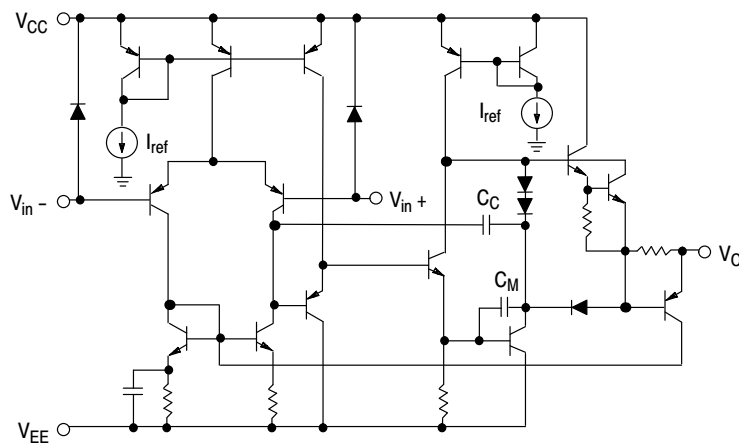 VCC
Iref
Iref
Vin −
Vin +
CC
VO
CM
VEE